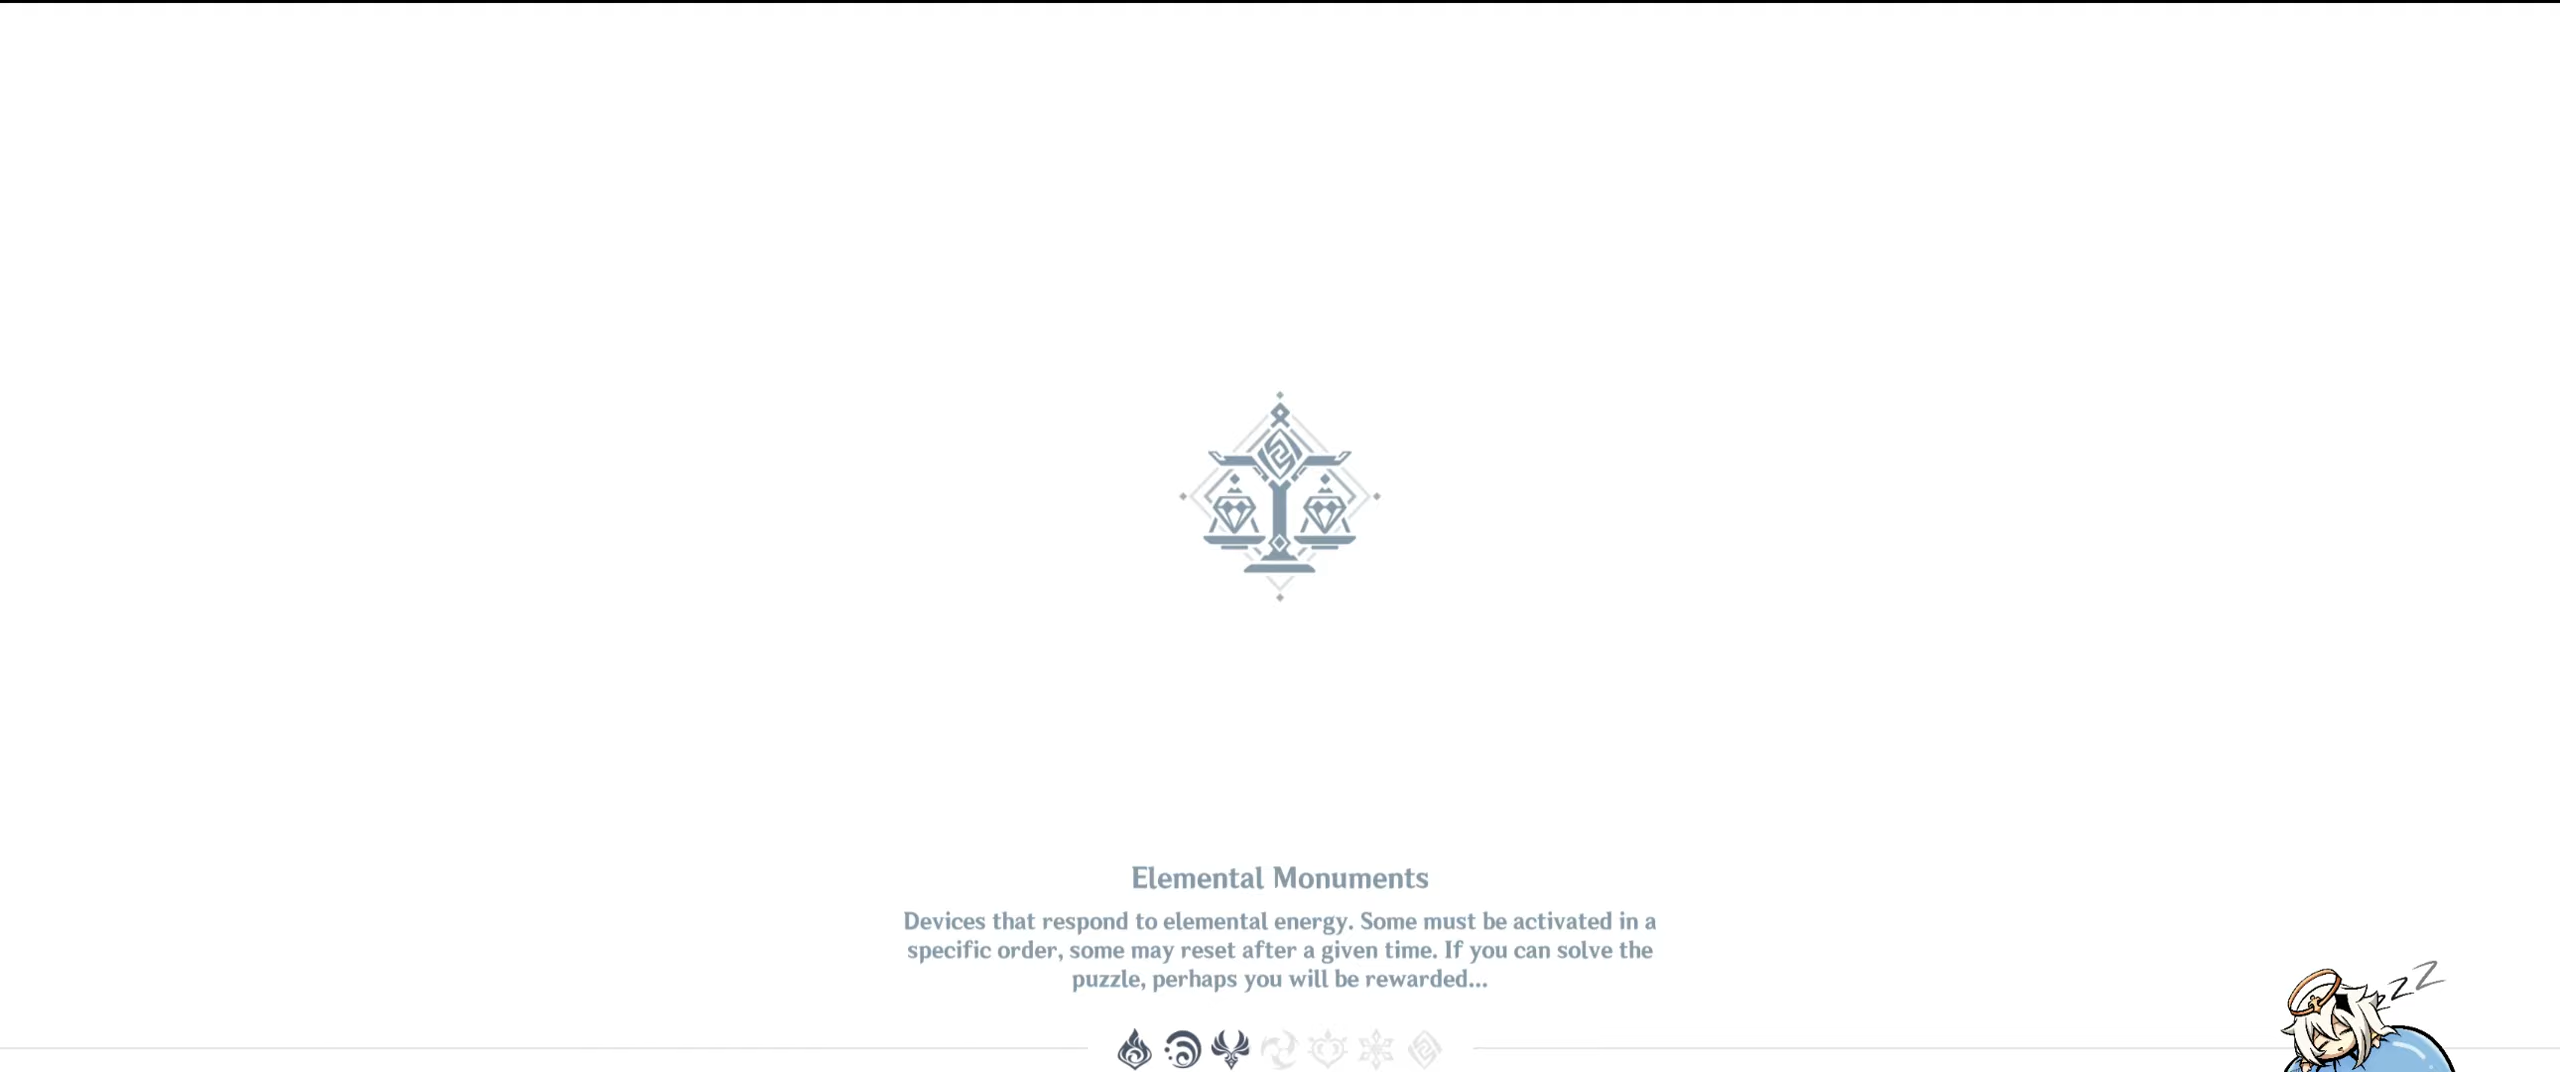 Elemental Monuments
Devices that respond to elemental energy. Some must be activated in a
specific order, some may reset after a given time. If you can solve the
puzzle, perhaps you will be rewarded...
zzZ